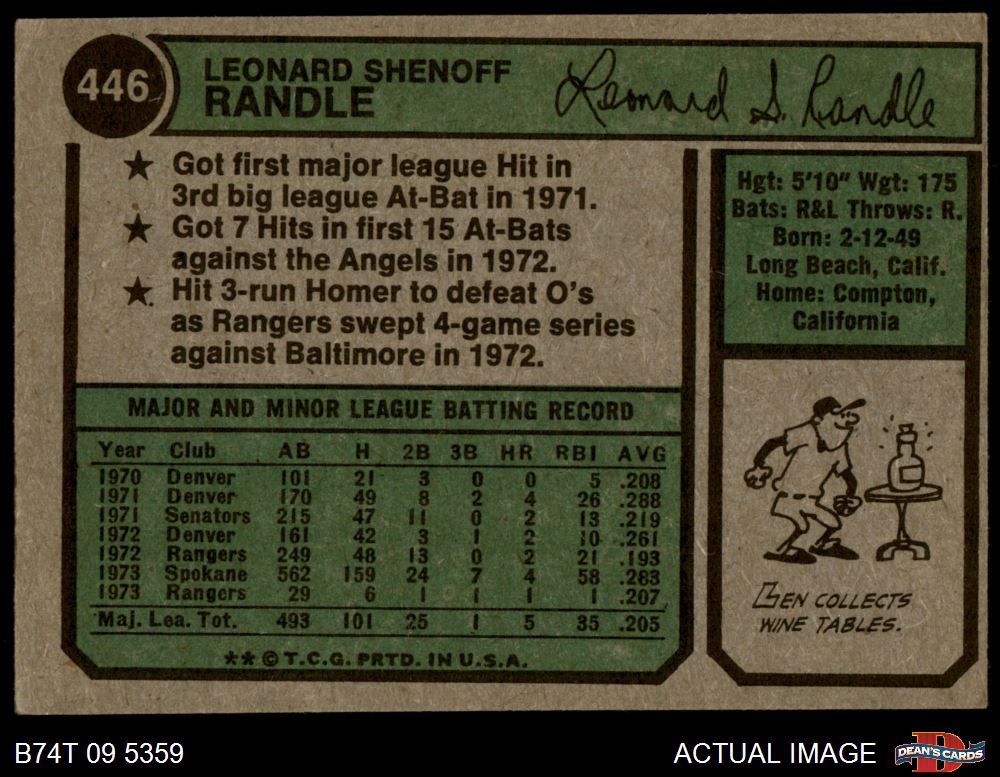 446
LEONARD SHENOFF
RANDLE
Leonard S. Randle
★ Got first major league Hit in
3rd big league At-Bat in 1971.
★ Got 7 Hits in first 15 At-Bats
against the Angels in 1972.
★ Hit 3-run Homer to defeat O's
as Rangers swept 4-game series
against Baltimore in 1972.
Hgt: 5'10" Wgt: 175
Bats: R&L Throws: R.
Born: 2-12-49
Long Beach, Calif.
Home: Compton,
California
MAJOR AND MINOR LEAGUE BATTING RECORD
Year Club AB H 2B 3B HR RBI AVG
1970 Denver 101 21 3 0 0 5 .208
1971 Denver 170 49 8 2 4 26 .288
1971 Senators 215 47 11 0 2 13 .219
1972 Denver 161 42 3 1 2 10 .261
1972 Rangers 249 48 13 0 2 21 .193
1973 Spokane 562 159 24 7 4 58 .283
1973 Rangers 29 6 1 1 1 1 .207
Maj. Lea. Tot. 493 101 25 1 5 35 .205
** © T.C.G. PRTD. IN U.S.A.
LEN COLLECTS
WINE TABLES.
B74T 09 5359
ACTUAL IMAGE
DEAN'S CARDS